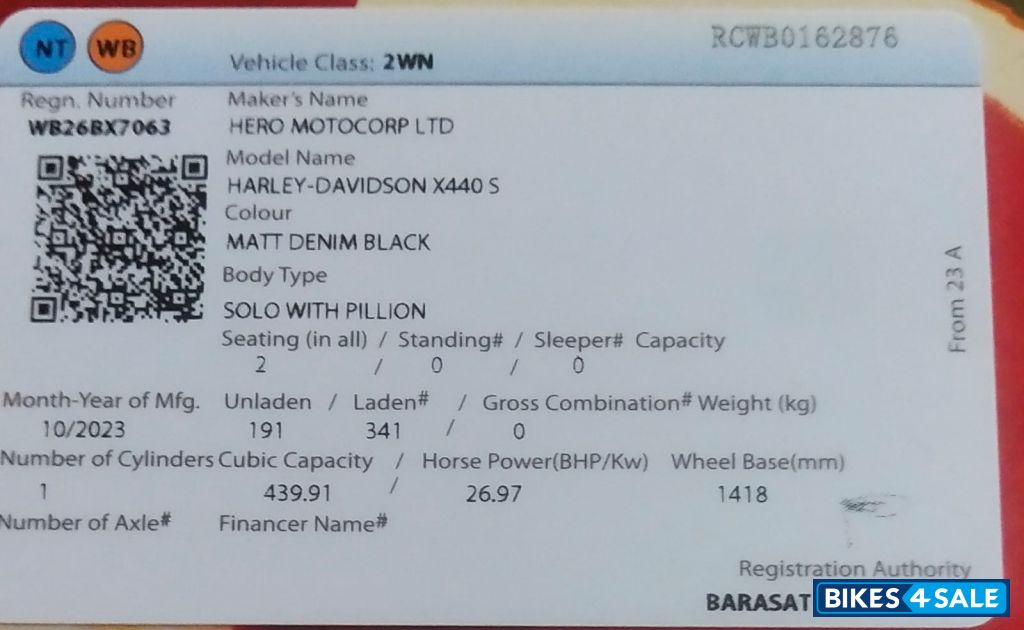 NT WB Vehicle Class: 2WN RCWB0162876
Regn. Number Maker's Name
WB26BX7063 HERO MOTOCORP LTD
Model Name
HARLEY-DAVIDSON X440 S
Colour
MATT DENIM BLACK
Body Type
SOLO WITH PILLION
Seating (in all) / Standing# / Sleeper# Capacity
2 / 0 / 0
From 23 A
Month-Year of Mfg. Unladen / Laden# / Gross Combination# Weight (kg)
10/2023 191 341 / 0
Number of Cylinders Cubic Capacity / Horse Power(BHP/Kw) Wheel Base(mm)
1 439.91 / 26.97 1418
Number of Axle# Financer Name#
Registration Authority
BARASAT
BIKES4SALE